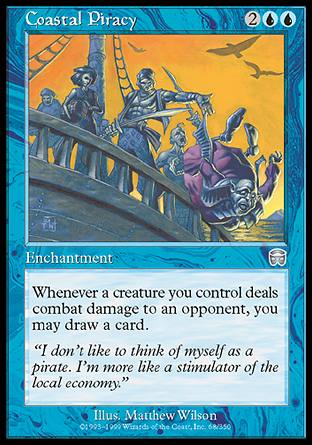 Coastal Piracy 2
Enchantment
Whenever a creature you control deals
combat damage to an opponent, you
may draw a card.
“I don’t like to think of myself as a
pirate. I’m more like a stimulator of the
local economy.”
Illus. Matthew Wilson
©1993-1999 Wizards of the Coast, Inc. 68/350